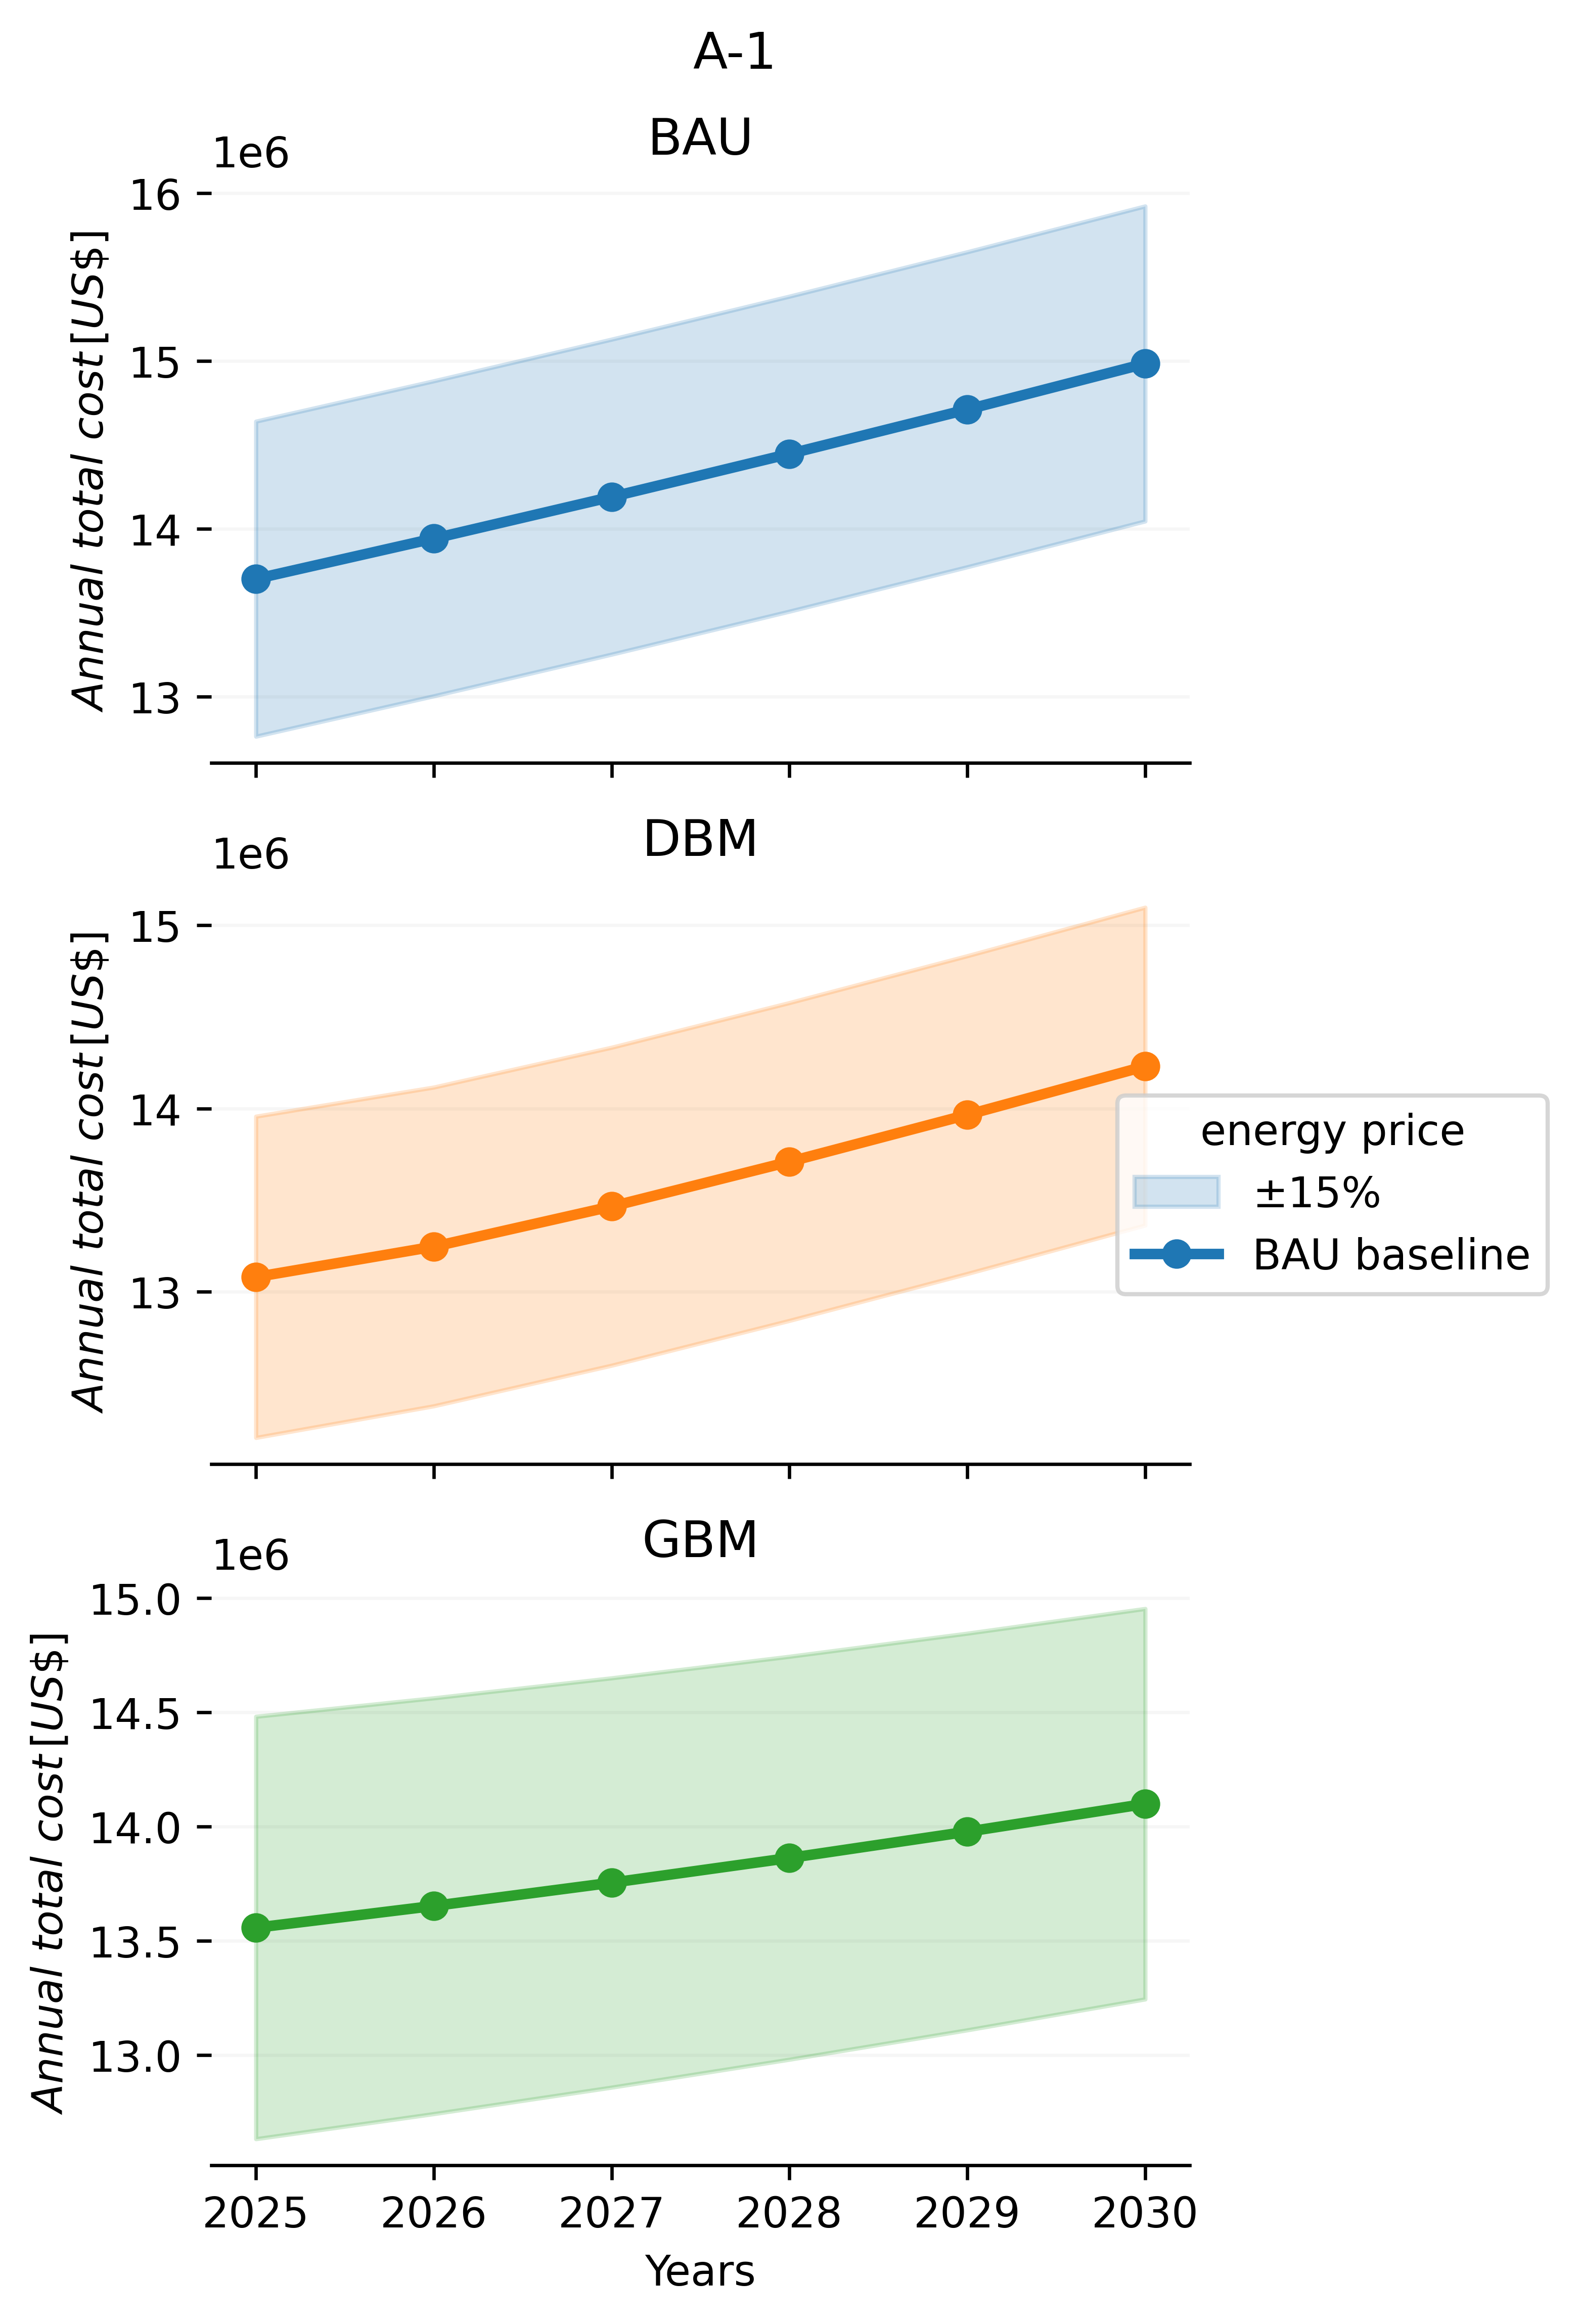 A-1
BAU
1e6
16
15
14
13
Annual total cost [US$]
DBM
1e6
15
14
13
Annual total cost [US$]
energy price
±15%
BAU baseline
GBM
1e6
15.0
14.5
14.0
13.5
13.0
Annual total cost [US$]
2025 2026 2027 2028 2029 2030
Years